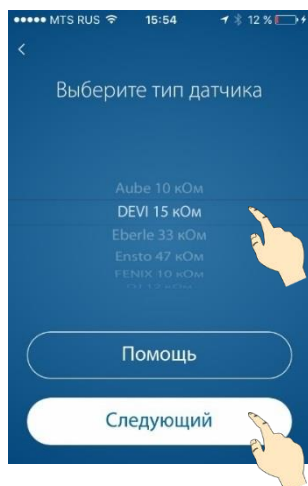 ●●●●● MTS RUS 15:54 12 %
Выберите тип датчика
Aube 10 кОм
DEVI 15 кОм
Eberle 33 кОм
Ensto 47 кОм
FENIX 10 кОм
Помощь
Следующий